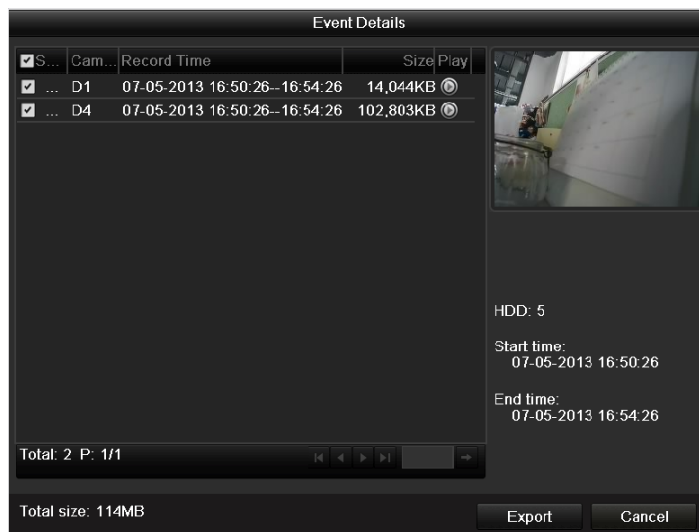 Event Details
S... Cam... Record Time Size Play
... D1 07-05-2013 16:50:26--16:54:26 14,044KB
... D4 07-05-2013 16:50:26--16:54:26 102,803KB
HDD: 5
Start time:
07-05-2013 16:50:26
End time:
07-05-2013 16:54:26
Total: 2 P: 1/1
Total size: 114MB
Export Cancel